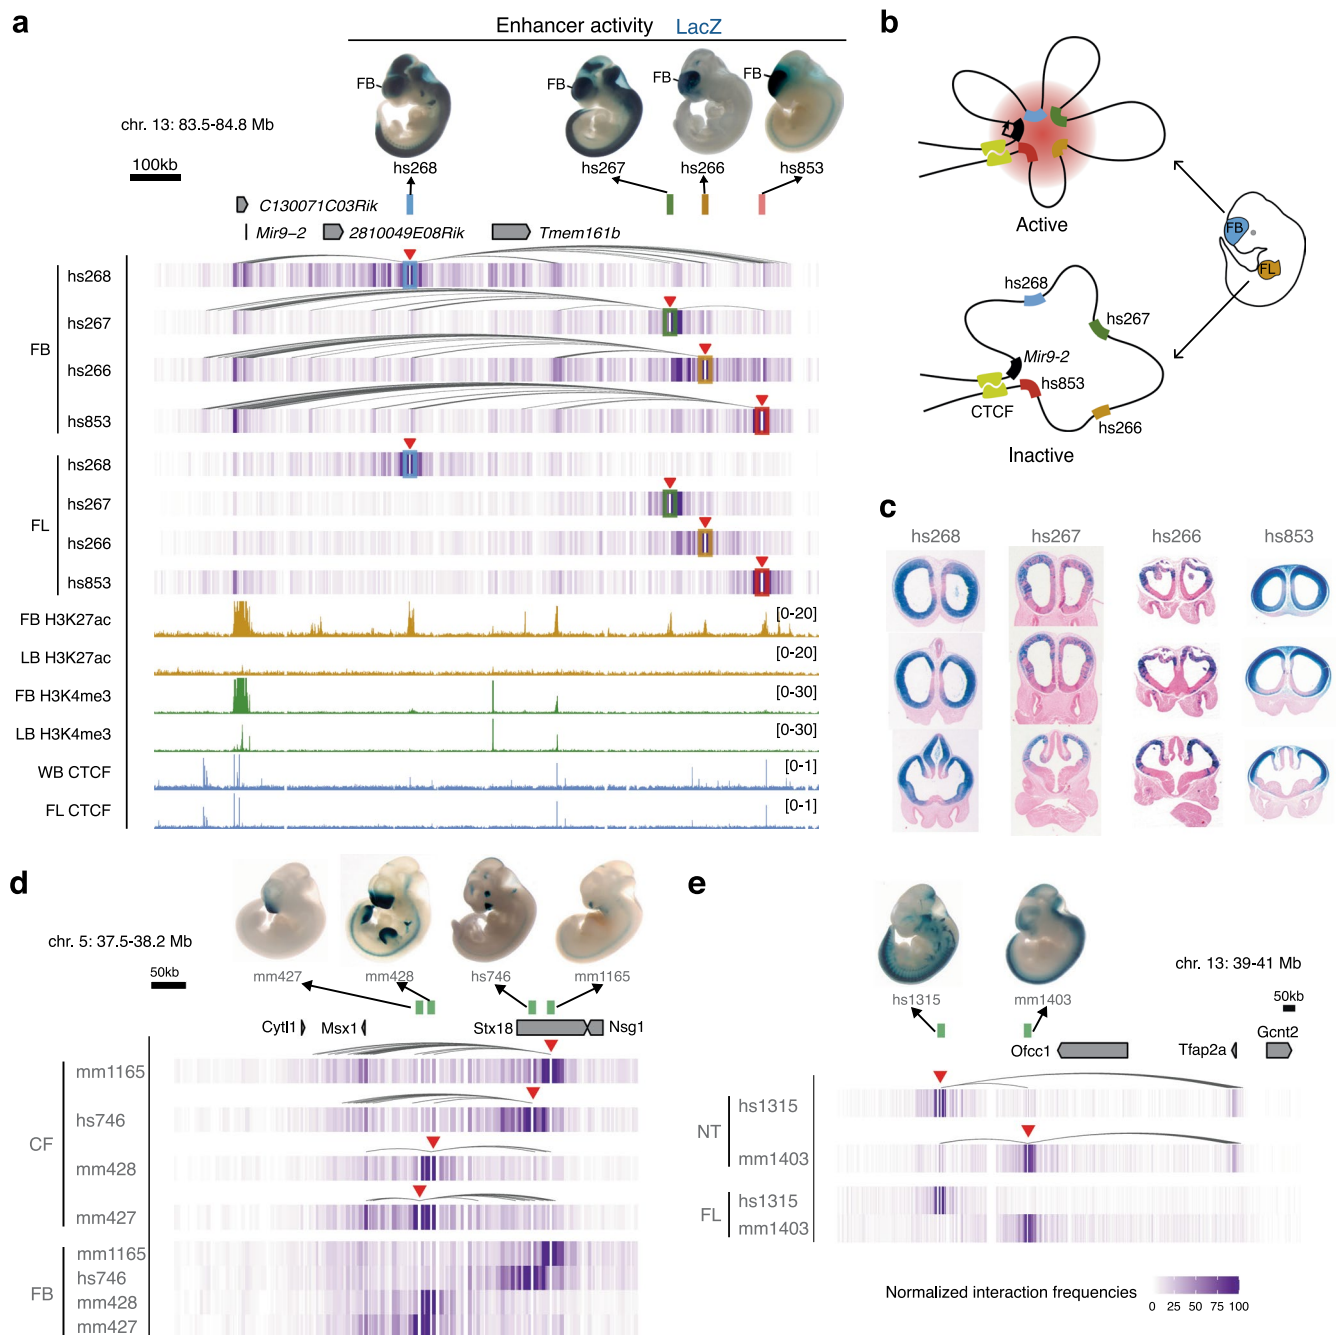 a
Enhancer activity LacZ
FB
FB
FB
FB
chr. 13: 83.5-84.8 Mb
100kb
hs268
hs267
hs266
hs853
C130071C03Rik
Mir9–2
2810049E08Rik
Tmem161b
FB
hs268
hs267
hs266
hs853
FL
hs268
hs267
hs266
hs853
FB H3K27ac [0-20]
LB H3K27ac [0-20]
FB H3K4me3 [0-30]
LB H3K4me3 [0-30]
WB CTCF [0-1]
FL CTCF [0-1]
b
Active
FB
FL
hs268
hs267
Mir9-2
hs853
CTCF
hs266
Inactive
c
hs268 hs267 hs266 hs853
d
chr. 5: 37.5-38.2 Mb
50kb
mm427
mm428
hs746
mm1165
Cytl1
Msx1
Stx18
Nsg1
CF
mm1165
hs746
mm428
mm427
FB
mm1165
hs746
mm428
mm427
e
chr. 13: 39-41 Mb
50kb
hs1315
mm1403
Ofcc1
Tfap2a
Gcnt2
NT
hs1315
mm1403
FL
hs1315
mm1403
Normalized interaction frequencies
0 25 50 75 100